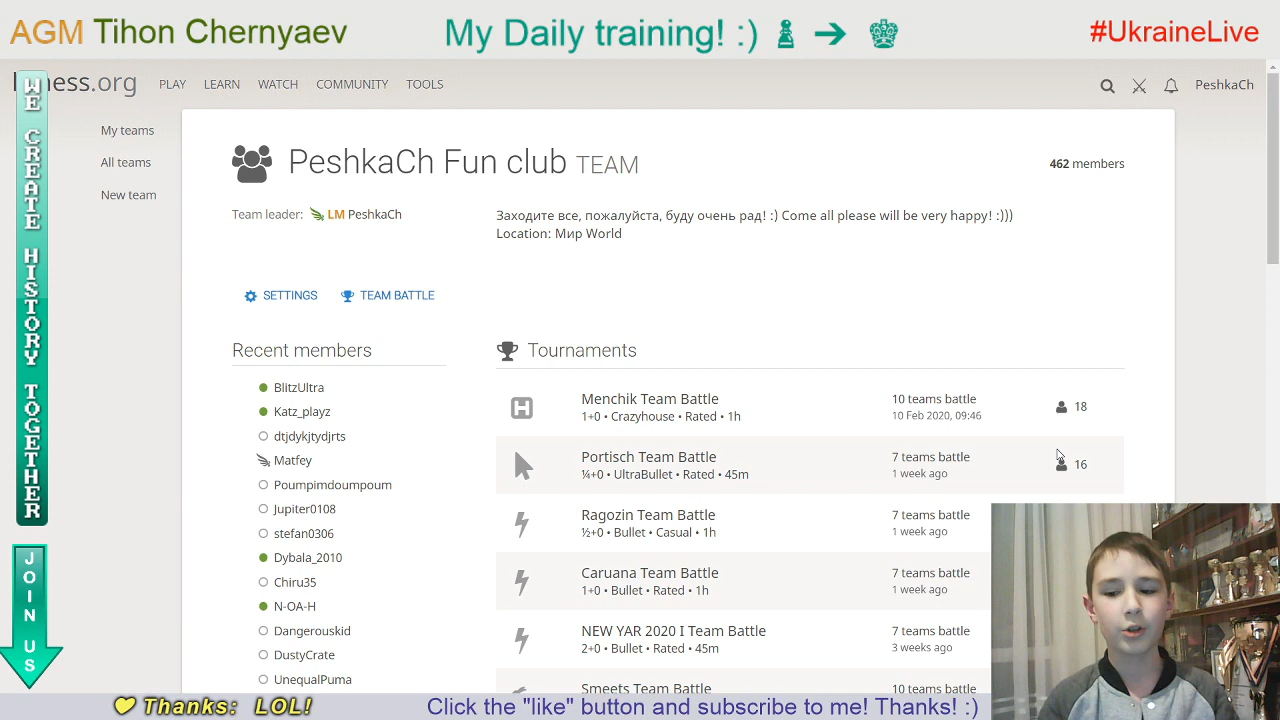 AGM Tihon Chernyaev
My Daily training! :) ♟ → ♚
#UkraineLive
ness.org
PLAY
LEARN
WATCH
COMMUNITY
TOOLS
PeshkaCh
WE CREATE HISTORY TOGETHER
JOIN US
My teams
All teams
New team
PeshkaCh Fun club TEAM
462 members
Team leader: LM PeshkaCh
Заходите все, пожалуйста, буду очень рад! :) Come all please will be very happy! :)))
Location: Мир World
SETTINGS
TEAM BATTLE
Recent members
BlitzUltra
Katz_playz
dtjdykjtydjrts
Matfey
Poumpimdoumpoum
Jupiter0108
stefan0306
Dybala_2010
Chiru35
N-OA-H
Dangerouskid
DustyCrate
UnequalPuma
Tournaments
Menchik Team Battle
1+0 • Crazyhouse • Rated • 1h
10 teams battle
10 Feb 2020, 09:46
18
Portisch Team Battle
¼+0 • UltraBullet • Rated • 45m
7 teams battle
1 week ago
16
Ragozin Team Battle
½+0 • Bullet • Casual • 1h
7 teams battle
1 week ago
Caruana Team Battle
1+0 • Bullet • Rated • 1h
7 teams battle
1 week ago
NEW YAR 2020 I Team Battle
2+0 • Bullet • Rated • 45m
7 teams battle
3 weeks ago
Smeets Team Battle
10 teams battle
Thanks: LOL!
Click the "like" button and subscribe to me! Thanks! :)